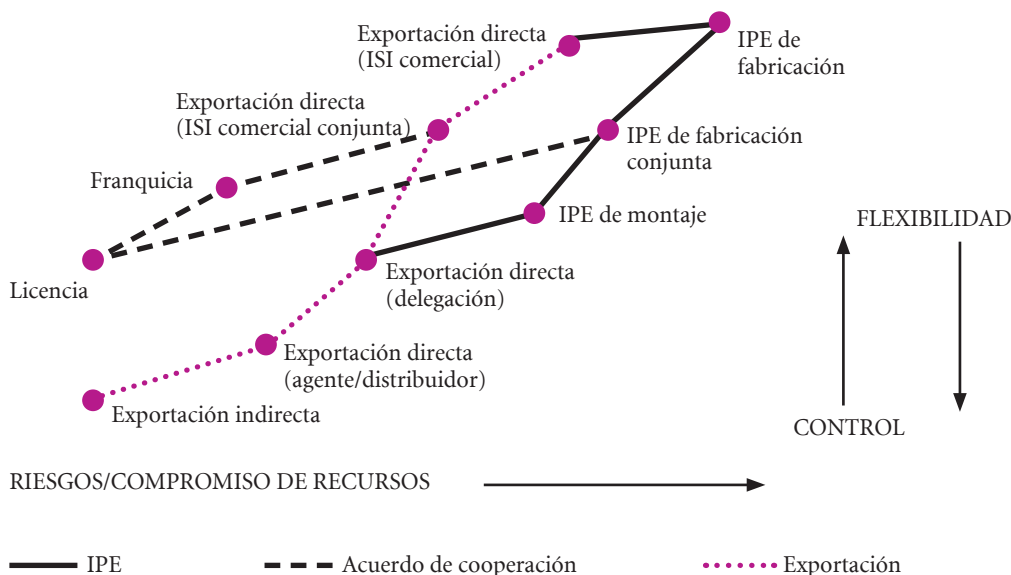 Exportación directa
(ISI comercial)
IPE de
fabricación
Exportación directa
(ISI comercial conjunta)
IPE de fabricación
conjunta
Franquicia
IPE de montaje
FLEXIBILIDAD
Licencia
Exportación directa
(delegación)
Exportación directa
(agente/distribuidor)
Exportación indirecta
CONTROL
RIESGOS/COMPROMISO DE RECURSOS
IPE
Acuerdo de cooperación
Exportación